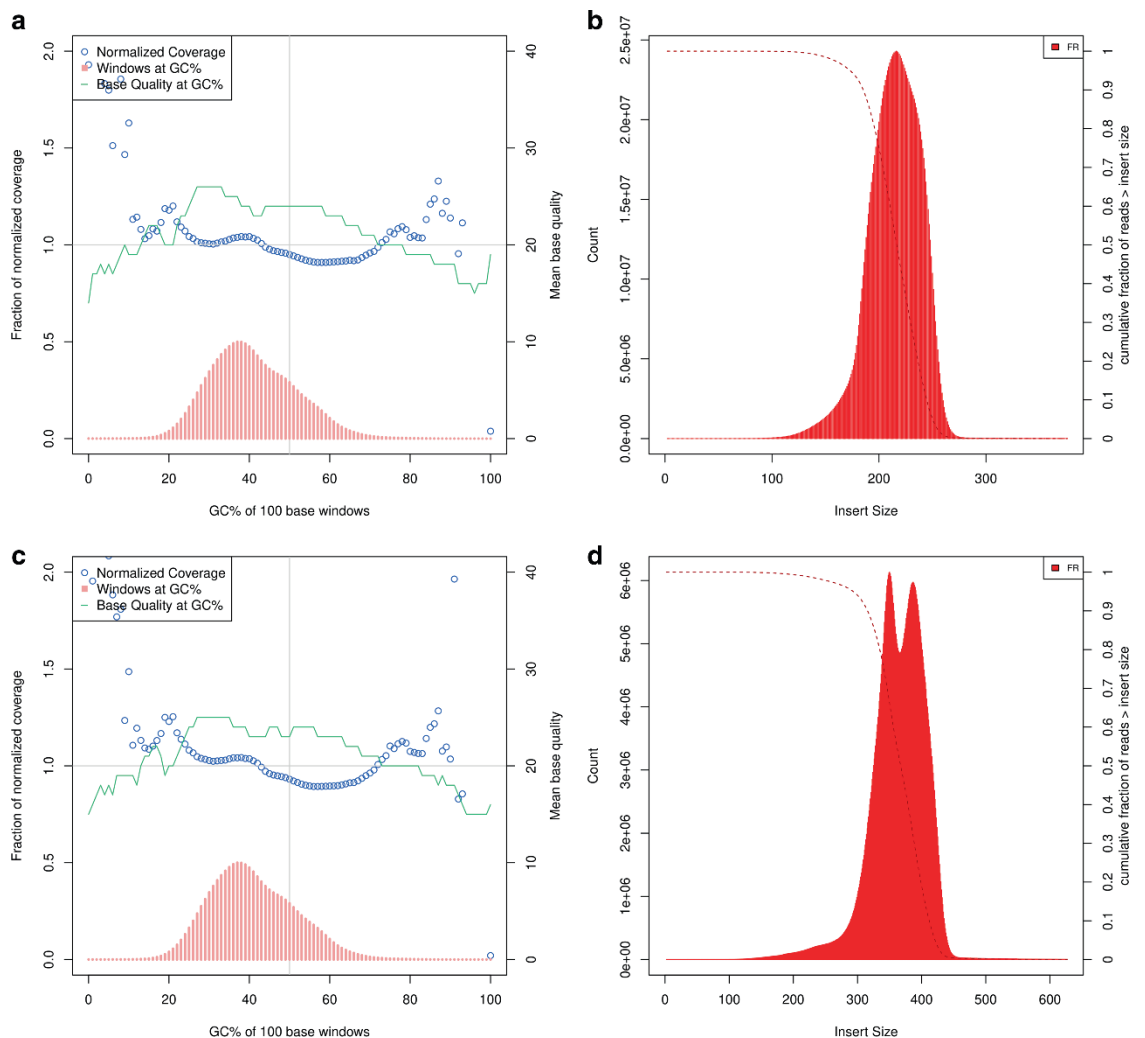 a
Normalized Coverage
Windows at GC%
Base Quality at GC%
0.0
0.5
1.0
1.5
2.0
Fraction of normalized coverage
0
10
20
30
40
Mean base quality
0 20 40 60 80 100
GC% of 100 base windows
b
FR
0.0e+00
5.0e+06
1.0e+07
1.5e+07
2.0e+07
2.5e+07
Count
0
0.1
0.2
0.3
0.4
0.5
0.6
0.7
0.8
0.9
1
cumulative fraction of reads > insert size
0 100 200 300
Insert Size
c
Normalized Coverage
Windows at GC%
Base Quality at GC%
0.0
0.5
1.0
1.5
2.0
Fraction of normalized coverage
0
10
20
30
40
Mean base quality
0 20 40 60 80 100
GC% of 100 base windows
d
FR
0e+00
1e+06
2e+06
3e+06
4e+06
5e+06
6e+06
Count
0
0.1
0.2
0.3
0.4
0.5
0.6
0.7
0.8
0.9
1
cumulative fraction of reads > insert size
0 100 200 300 400 500 600
Insert Size